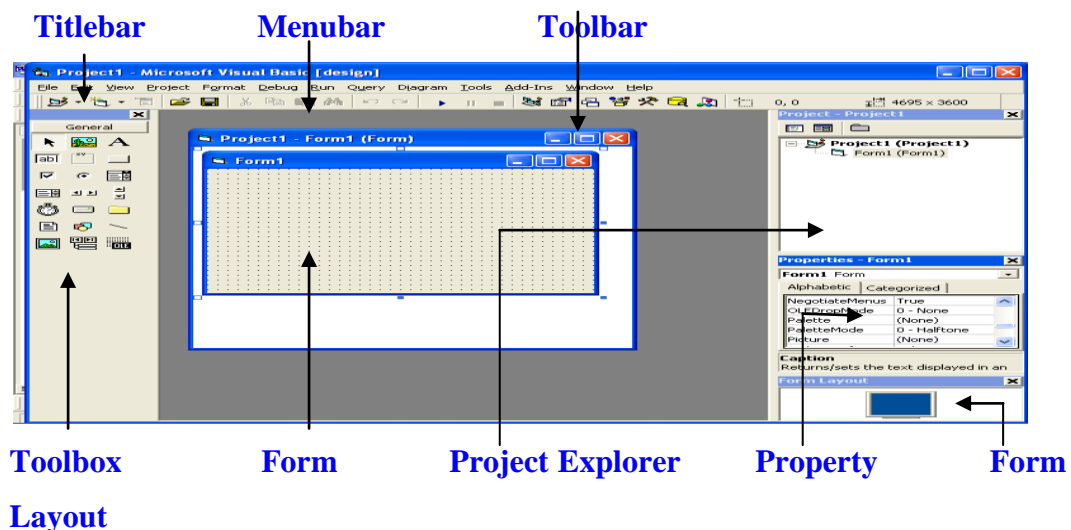 Titlebar Menubar Toolbar
Project1 - Microsoft Visual Basic [design]
File Edit View Project Format Debug Run Query Diagram Tools Add-Ins Window Help
0, 0 4695 x 3600
General
A
abl
xy
OLE
Project1 - Form1 (Form)
Form1
Project - Project1
Project1 (Project1)
Form1 (Form1)
Properties - Form1
Form1 Form
Alphabetic Categorized
NegotiateMenus True
OLEDropMode 0 - None
Palette (None)
PaletteMode 0 - Halftone
Picture (None)
Caption
Returns/sets the text displayed in an
Form Layout
Toolbox Form Project Explorer Property Form
Layout